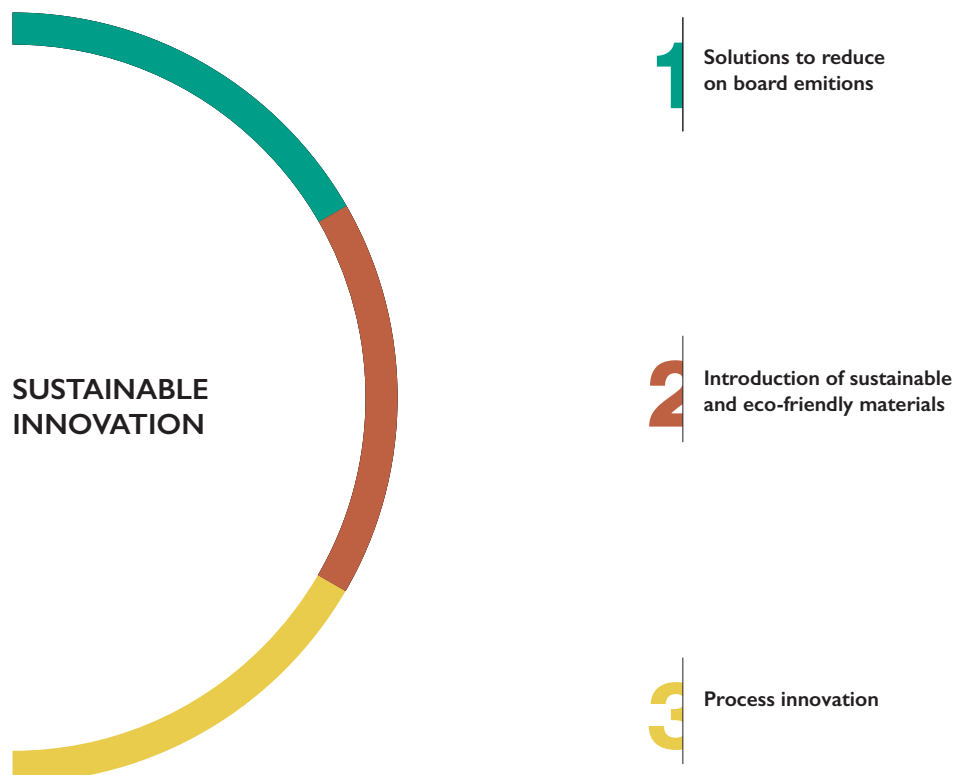 1
Solutions to reduce
on board emitions
SUSTAINABLE
INNOVATION
2
Introduction of sustainable
and eco-friendly materials
3
Process innovation